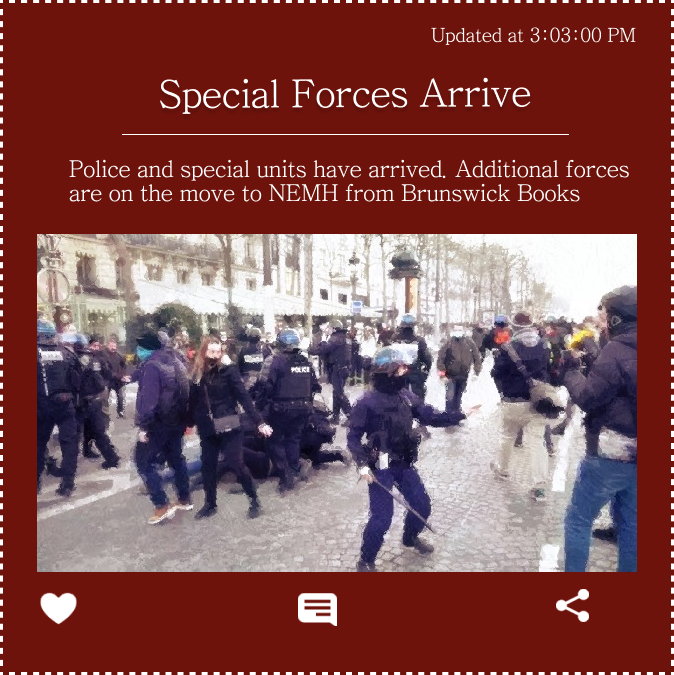 Updated at 3:03:00 PM
Special Forces Arrive
Police and special units have arrived. Additional forces
are on the move to NEMH from Brunswick Books
POLICE